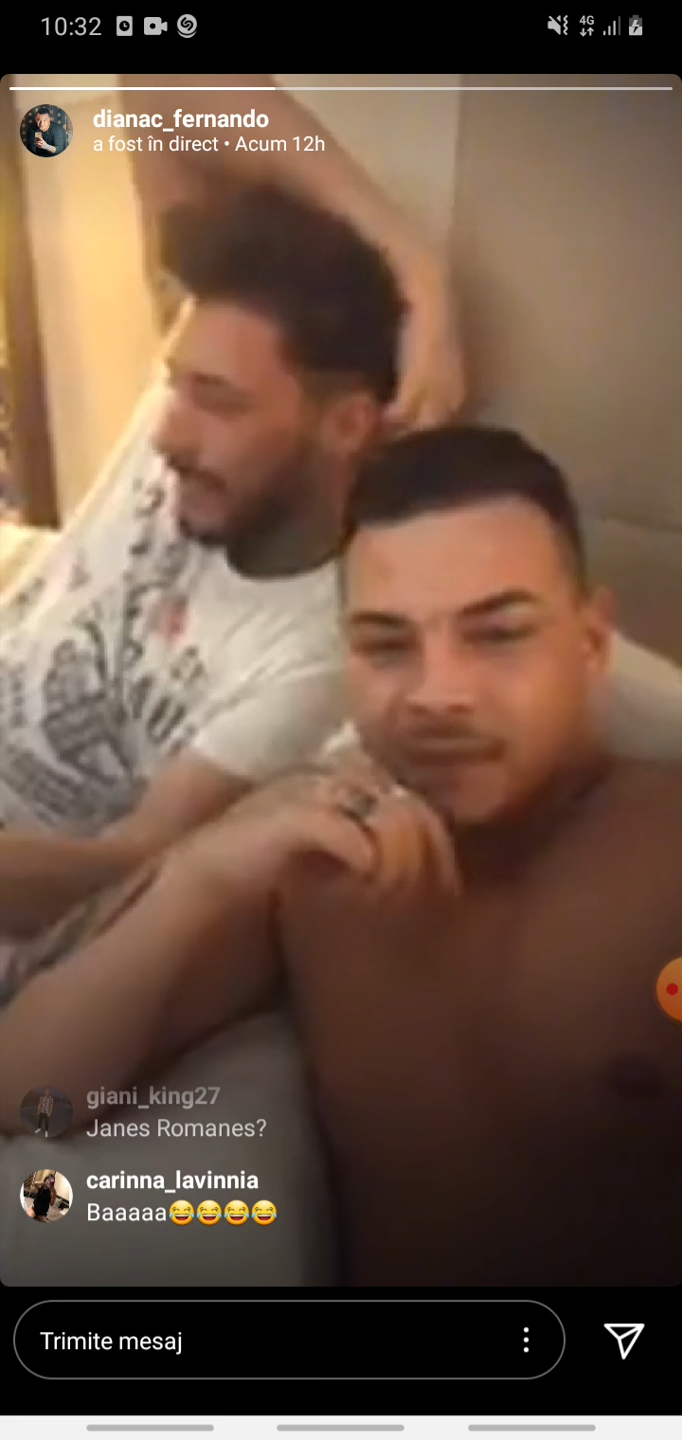 10:32
4G
dianac_fernando
a fost în direct • Acum 12h
giani_king27
Janes Romanes?
carinna_lavinnia
Baaaaa😂😂😂😂
Trimite mesaj